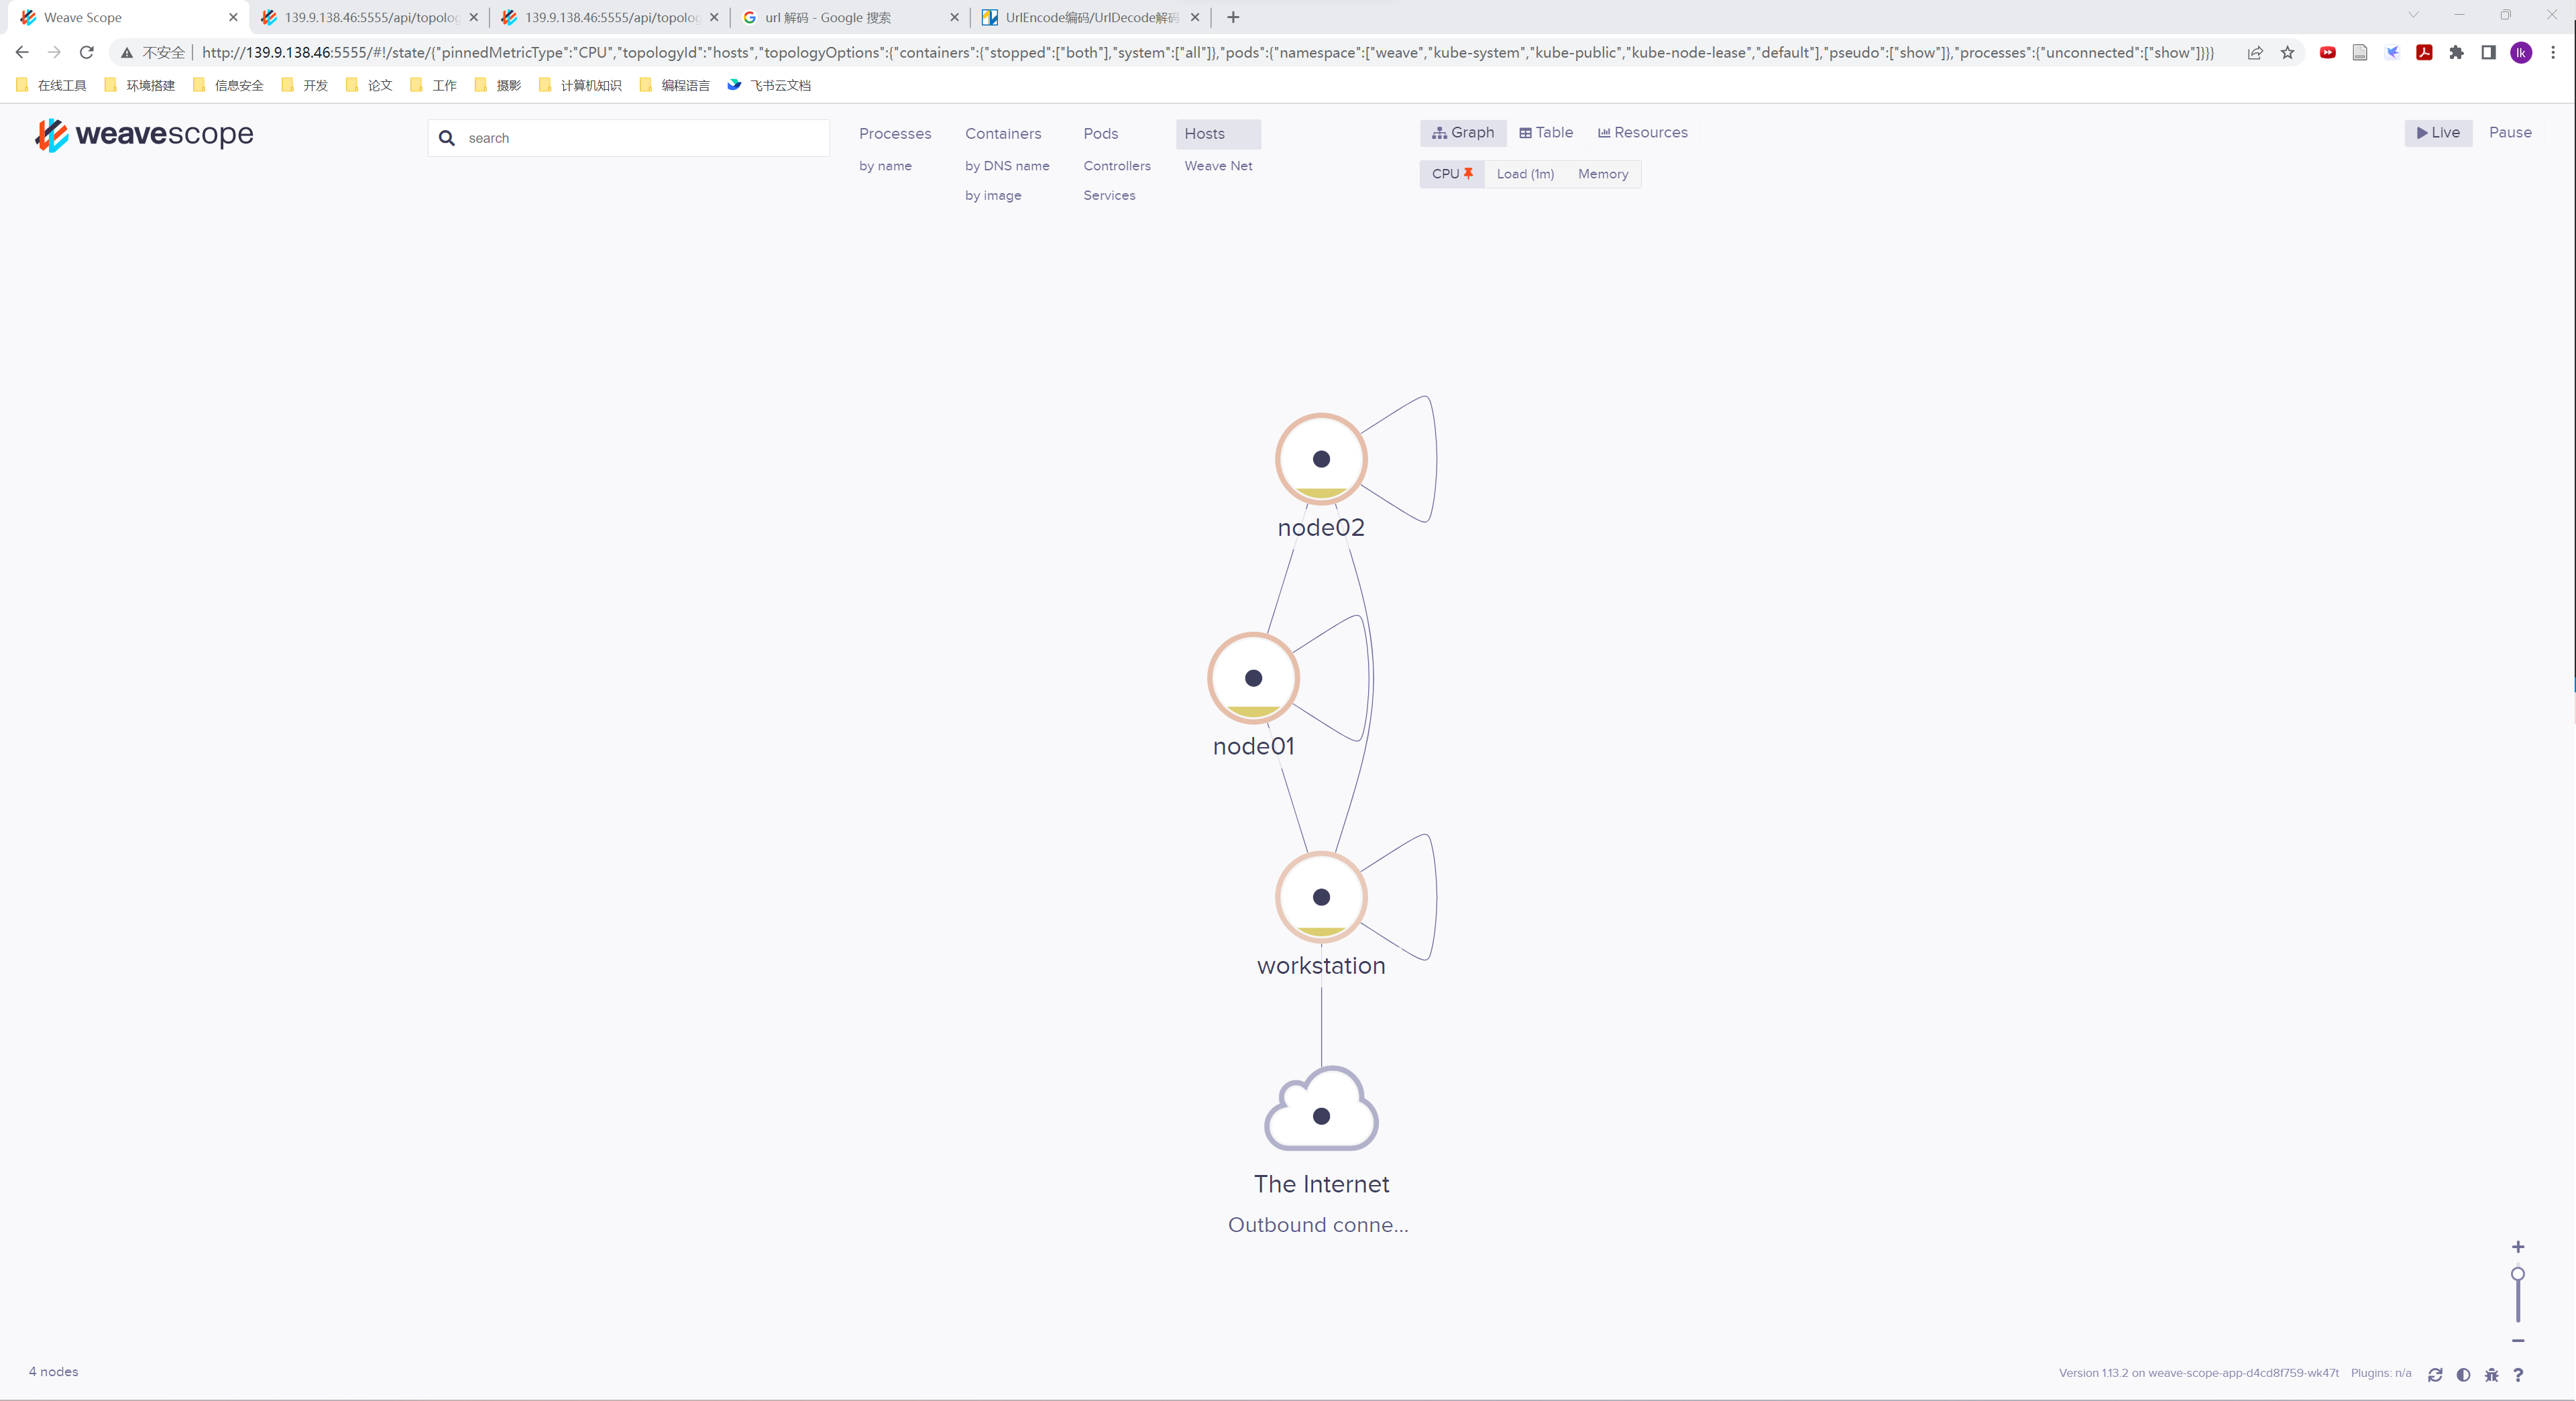 Weave Scope
139.9.138.46:5555/api/topolog
139.9.138.46:5555/api/topolog
url 解码 - Google 搜索
UrlEncode编码/UrlDecode解码
不安全
http://139.9.138.46:5555/#!/state/{"pinnedMetricType":"CPU","topologyId":"hosts","topologyOptions":{"containers":{"stopped":["both"],"system":["all"]},"pods":{"namespace":["weave","kube-system","kube-public","kube-node-lease","default"],"pseudo":["show"]},"processes":{"unconnected":["show"]}}}
lk
在线工具 环境搭建 信息安全 开发 论文 工作 摄影 计算机知识 编程语言 飞书云文档
weavescope
search
Processes Containers Pods Hosts
by name by DNS name Controllers Weave Net
by image Services
Graph Table Resources
CPU Load (1m) Memory
Live Pause
node02
node01
workstation
The Internet
Outbound conne...
4 nodes
Version 1.13.2 on weave-scope-app-d4cd8f759-wk47t Plugins: n/a